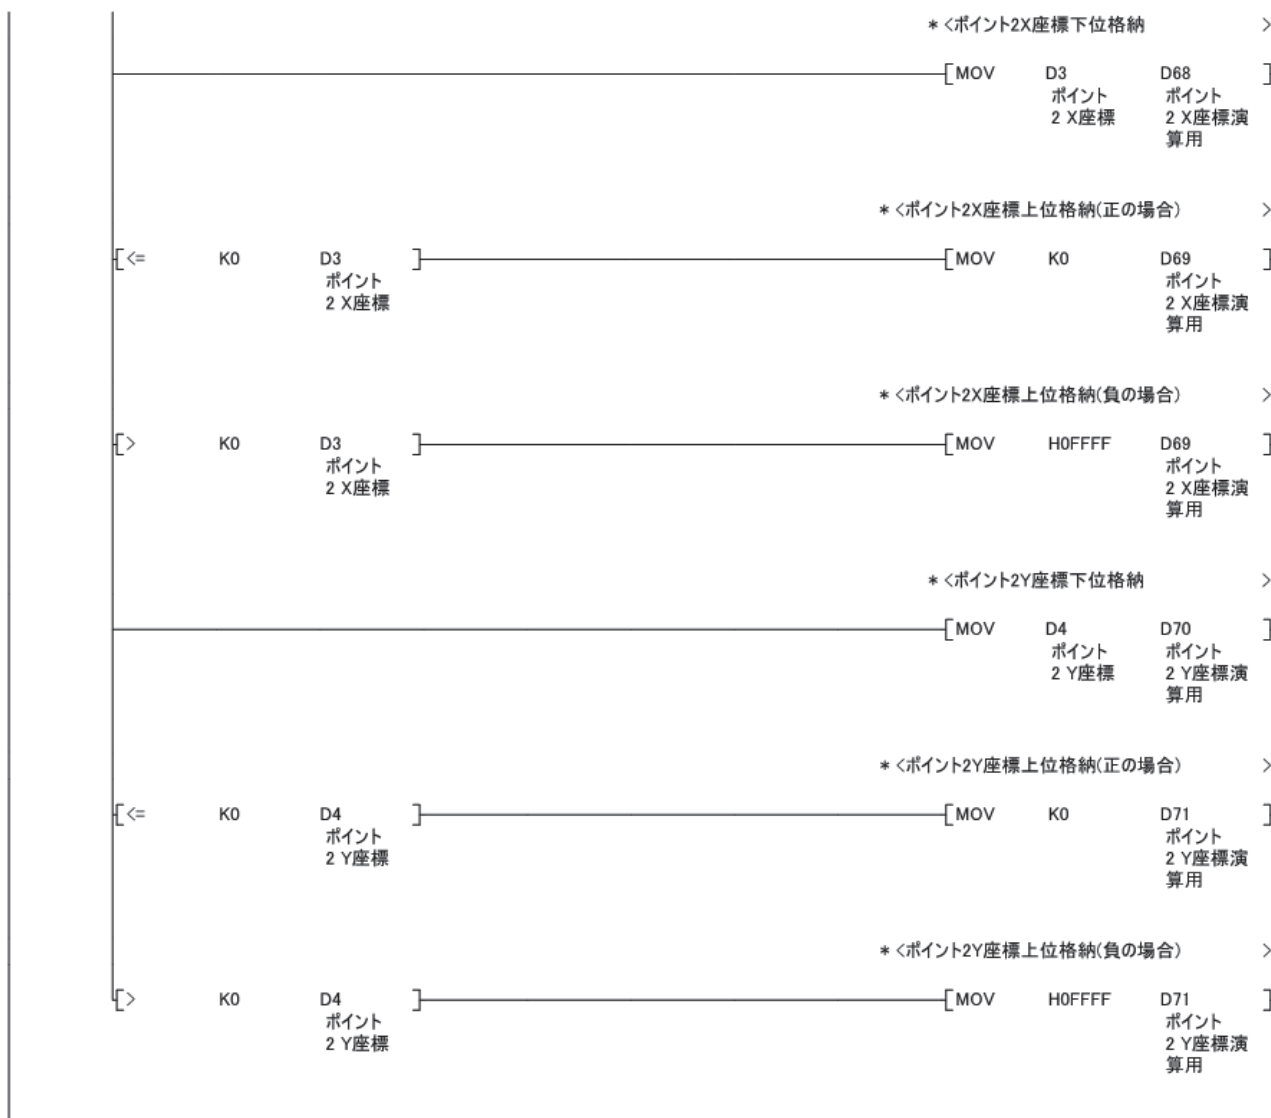 * <ポイント2X座標下位格納 >
[MOV D3 D68 ]
ポイント ポイント
2 X座標 2 X座標演
算用
* <ポイント2X座標上位格納(正の場合) >
[<= K0 D3 ] [MOV K0 D69 ]
ポイント ポイント
2 X座標 2 X座標演
算用
* <ポイント2X座標上位格納(負の場合) >
[> K0 D3 ] [MOV H0FFFF D69 ]
ポイント ポイント
2 X座標 2 X座標演
算用
* <ポイント2Y座標下位格納 >
[MOV D4 D70 ]
ポイント ポイント
2 Y座標 2 Y座標演
算用
* <ポイント2Y座標上位格納(正の場合) >
[<= K0 D4 ] [MOV K0 D71 ]
ポイント ポイント
2 Y座標 2 Y座標演
算用
* <ポイント2Y座標上位格納(負の場合) >
[> K0 D4 ] [MOV H0FFFF D71 ]
ポイント ポイント
2 Y座標 2 Y座標演
算用